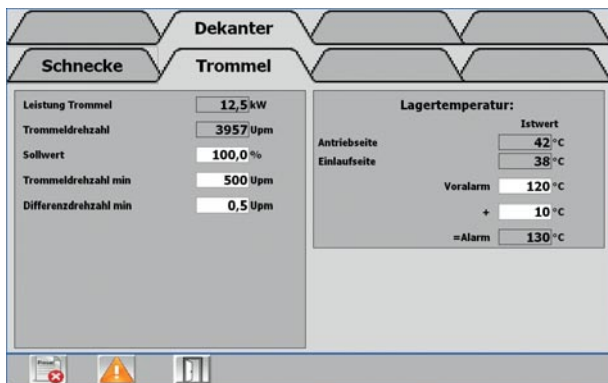 Dekanter
Schnecke
Trommel
Leistung Trommel 12,5 kW
Trommeldrehzahl 3957 Upm
Sollwert 100,0 %
Trommeldrehzahl min 500 Upm
Differenzdrehzahl min 0,5 Upm
Lagertemperatur:
Istwert
Antriebseite 42 °C
Einlaufseite 38 °C
Voralarm 120 °C
+ 10 °C
=Alarm 130 °C